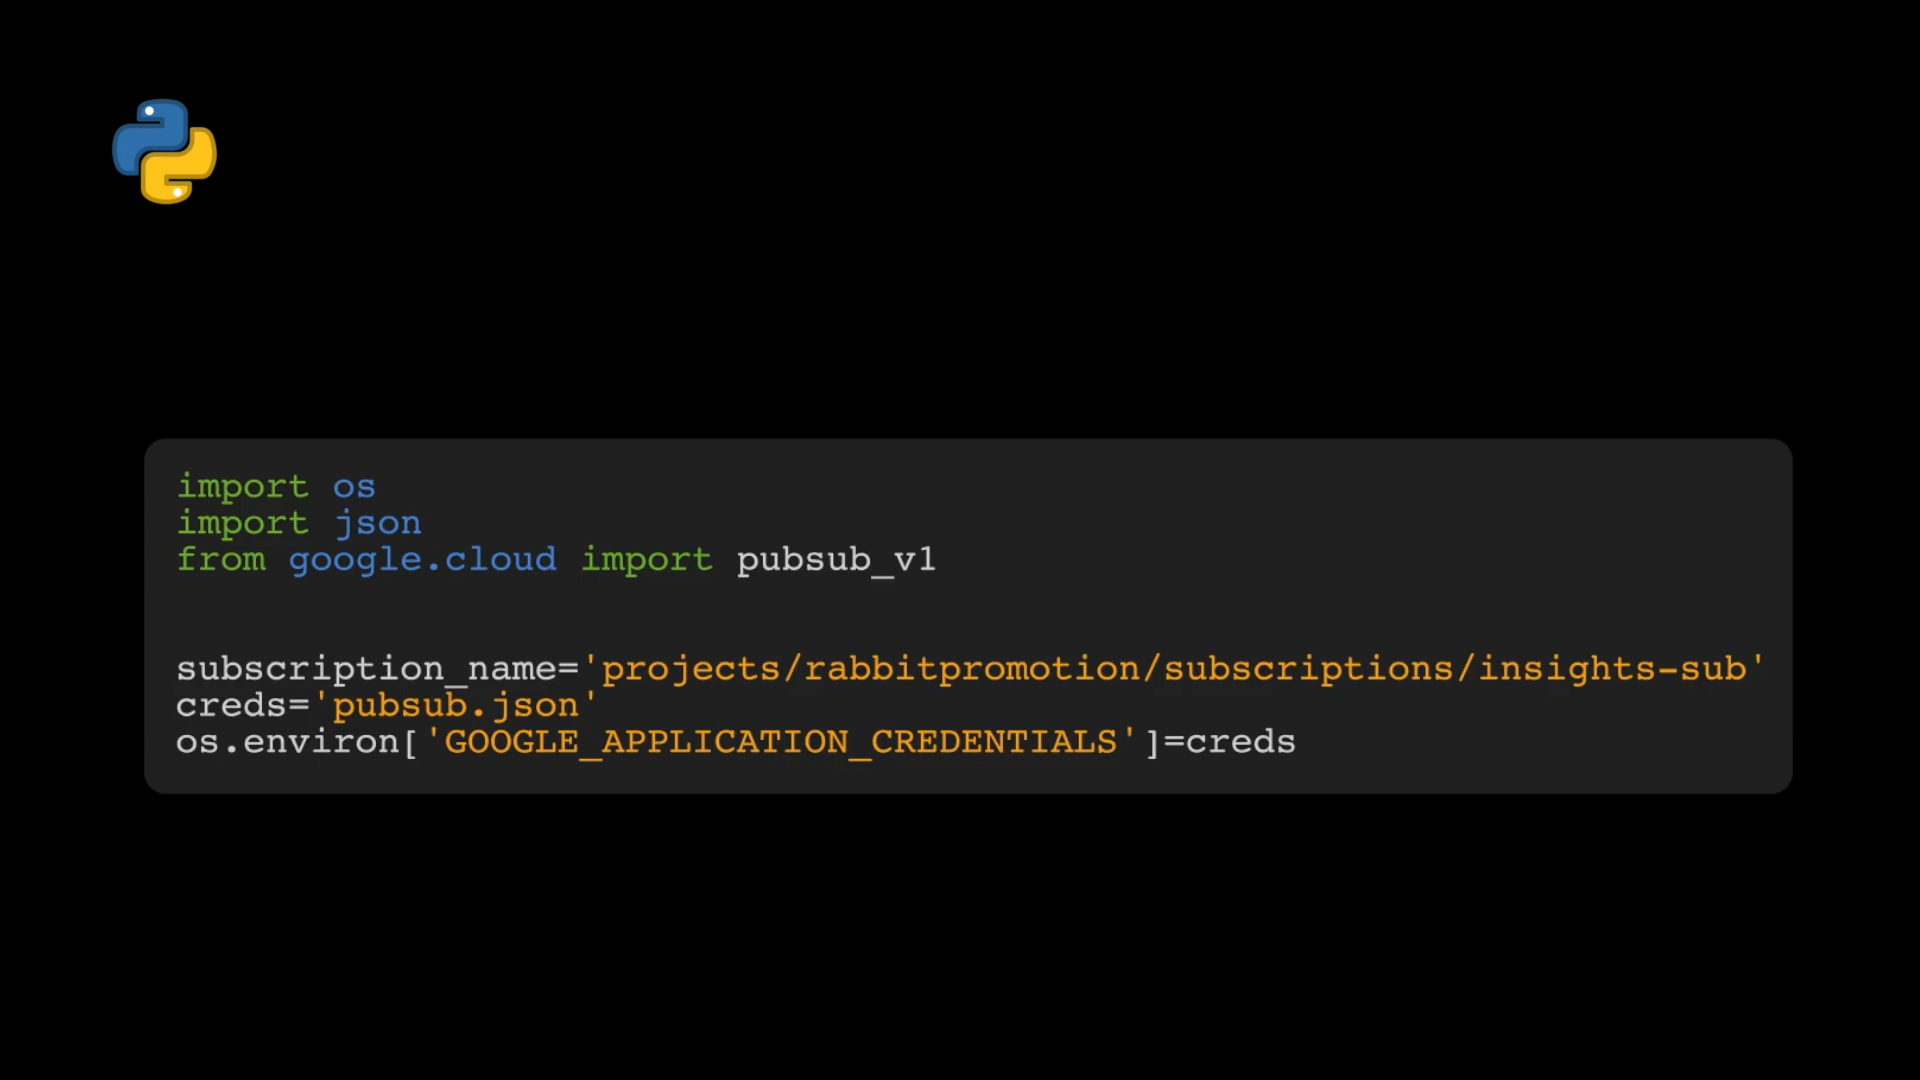 import os
import json
from google.cloud import pubsub_v1
subscription_name='projects/rabbitpromotion/subscriptions/insights-sub'
creds='pubsub.json'
os.environ['GOOGLE_APPLICATION_CREDENTIALS']=creds